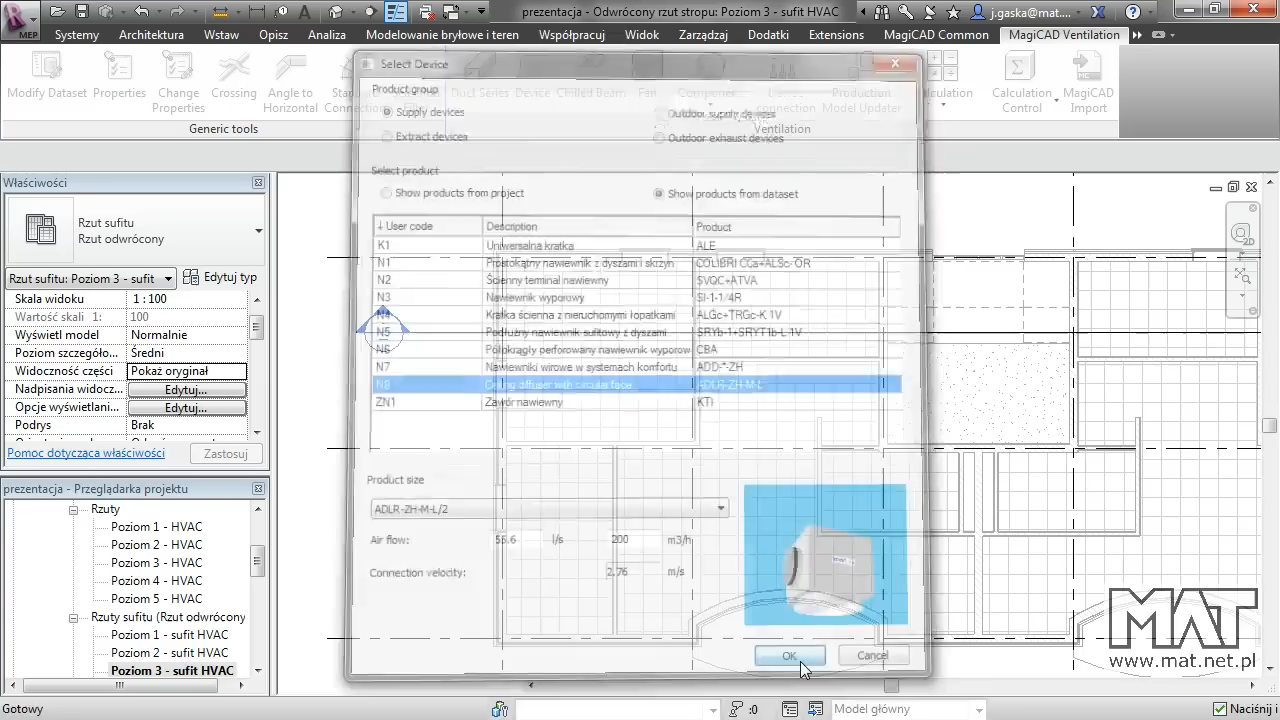 prezentacja - Odwrócony rzut stropu: Poziom 3 - sufit HVAC
j.gaska@mat....
MEP
Systemy Architektura Wstaw Opisz Analiza Modelowanie bryłowe i teren Współpracuj Widok Zarządzaj Dodatki Extensions MagiCAD Common MagiCAD Ventilation
Modify Dataset Properties Change Properties Crossing Angle to Horizontal Duct Series Device Chilled Beam Fan Production Model Updater Calculation Control MagiCAD Import
Generic tools Ventilation
Select Device
Product group
Supply devices
Outdoor supply devices
Extract devices
Outdoor exhaust devices
Select product
Show products from project
Show products from dataset
User code Description Product
K1 Uniwersalna kratka ALE
N1 Prostokątny nawiewnik z dyszami i skrzyn COLIBRI CCa+ALSc-OR
N2 Ścienny terminal nawiewny SVQC+ATVA
N3 Nawiewnik wyporowy SI-1-1/4R
N4 Kratka ścienna z nieruchomymi łopatkami ALGc+TRGc-K 1V
N5 Podłużny nawiewnik sufitowy z dyszami SRYb-1+SRYT1b-L 1V
N6 Półokrągły perforowany nawiewnik wyporow CBA
N7 Nawiewniki wirowe w systemach komfortu ADD-*-ZH
N8 Ceiling diffuser with circular face ADLR-ZH-M-L
ZN1 Zawór nawiewny KTI
Product size
ADLR-ZH-M-L/2
Air flow: 55.6 l/s 200 m3/h
Connection velocity: 2.76 m/s
OK Cancel
Właściwości
Rzut sufitu
Rzut odwrócony
Rzut sufitu: Poziom 3 - sufit Edytuj typ
Skala widoku 1 : 100
Wartość skali 1: 100
Wyświetl model Normalnie
Poziom szczegóło... Średni
Pokaż oryginał
Nadpisania widocz... Edytuj...
Opcje wyświetlani... Edytuj...
Podrys Brak
Pomoc dotycząca właściwości Zastosuj
prezentacja - Przeglądarka projektu
Rzuty
Poziom 1 - HVAC
Poziom 2 - HVAC
Poziom 3 - HVAC
Poziom 4 - HVAC
Poziom 5 - HVAC
Rzuty sufitu (Rzut odwrócony
Poziom 1 - sufit HVAC
Poziom 2 - sufit HVAC
Poziom 3 - sufit HVAC
2D
MAT
www.mat.net.pl
Gotowy
:0
Model główny
Naciśnij i